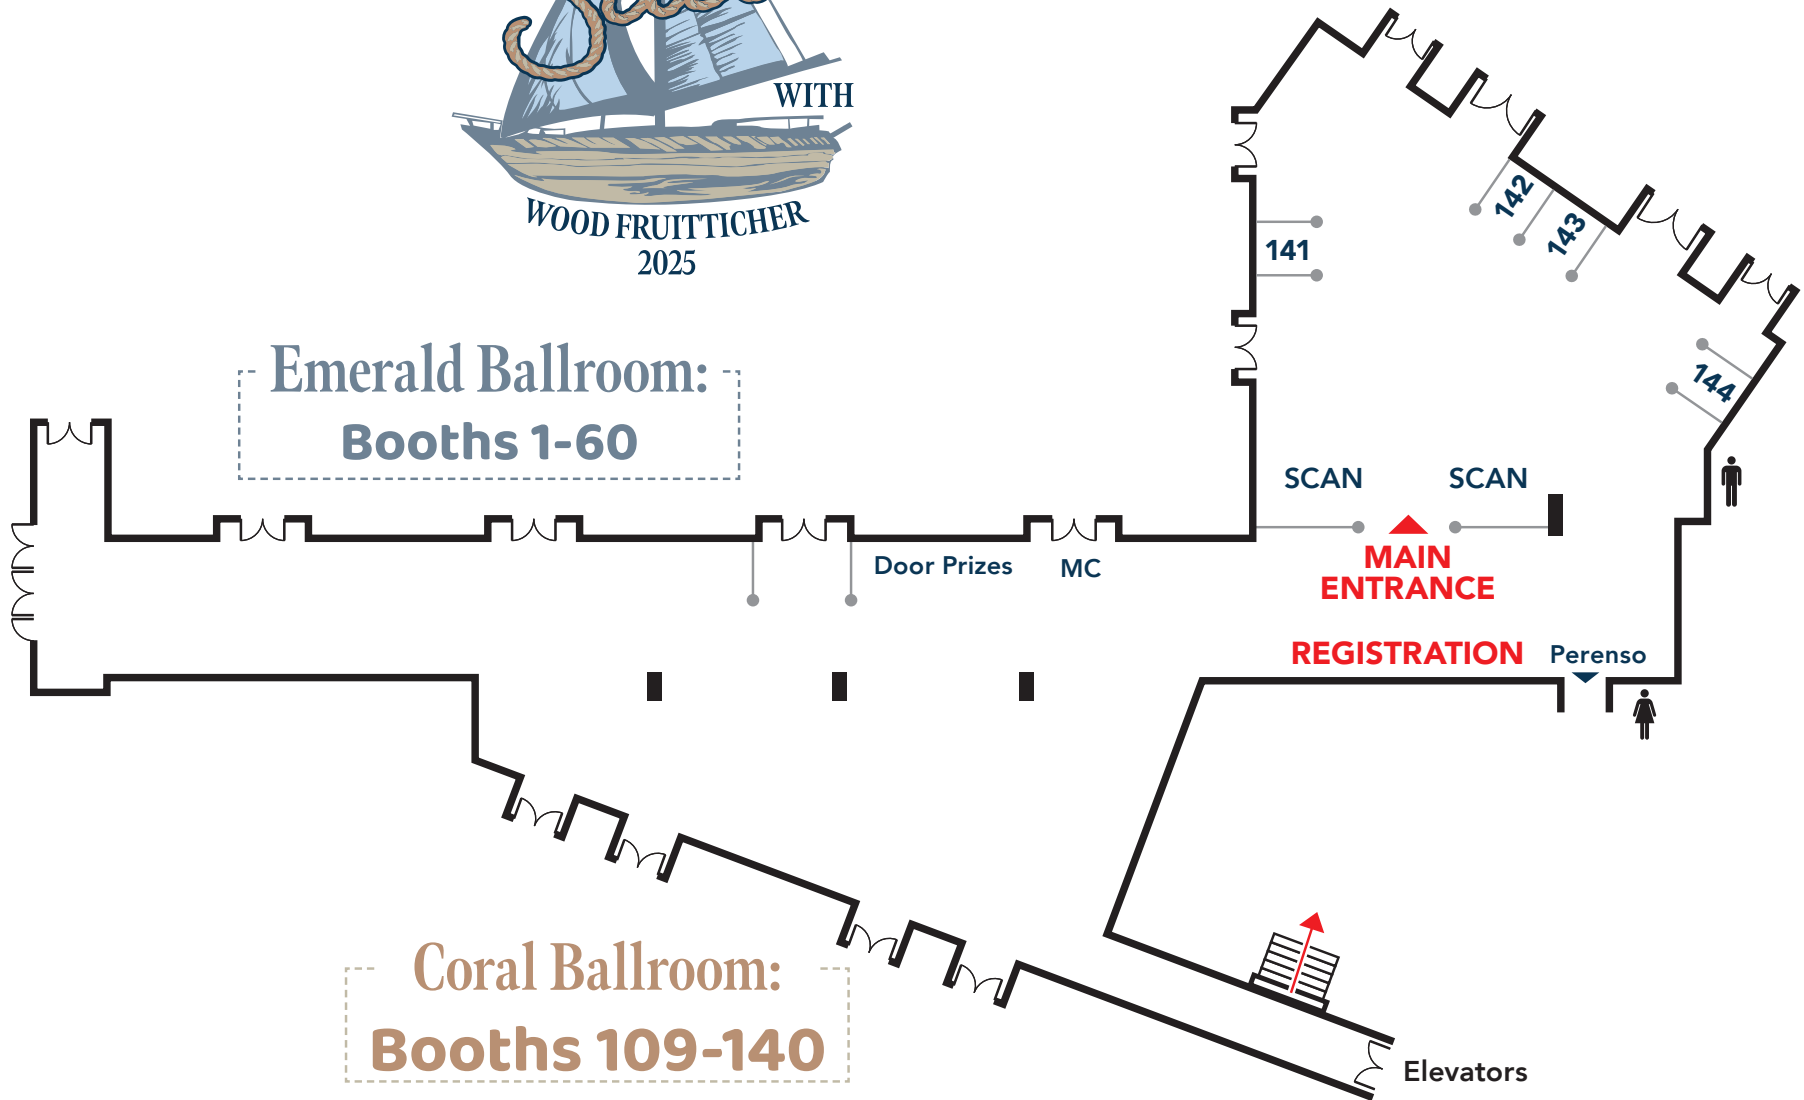 WITH
WOOD FRUITTICHER
2025
141
142
143
144
Emerald Ballroom:
Booths 1-60
SCAN
SCAN
Door Prizes
MC
MAIN
ENTRANCE
REGISTRATION
Perenso
Coral Ballroom:
Booths 109-140
Elevators